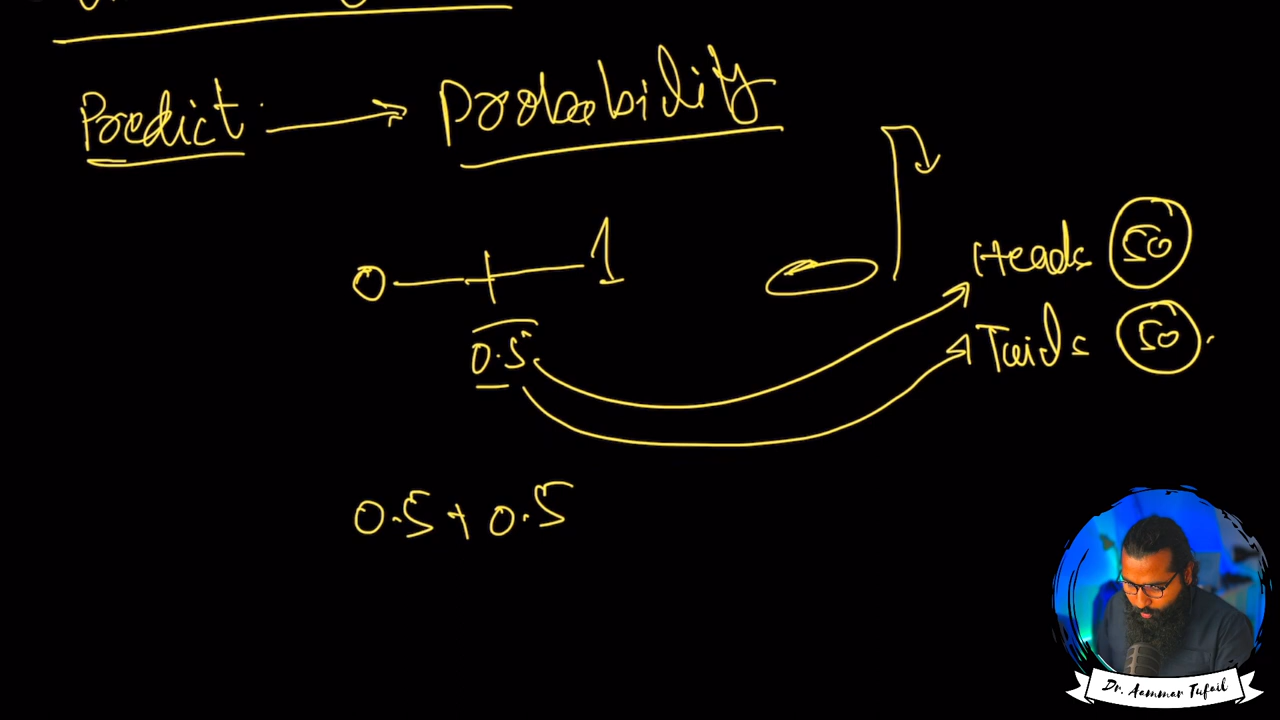 Predict → Probability
0 1
0.5
Heads 50
Tails 50
0.5 + 0.5
Dr. Aammar Tufail